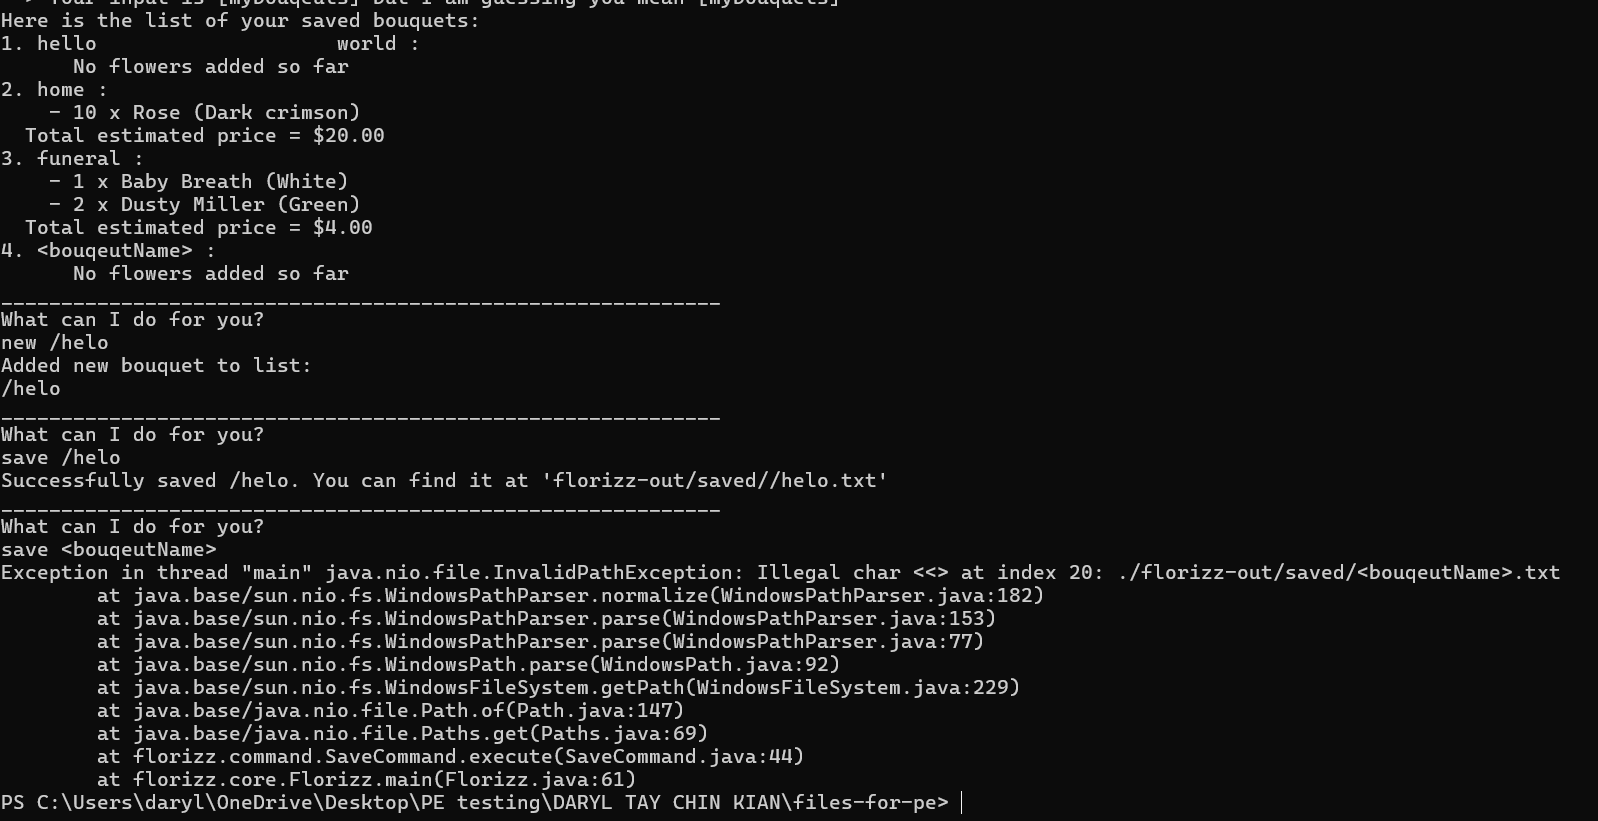 > Your input is [myBouqeuts] but I am guessing you mean [myBouquets]
Here is the list of your saved bouquets:
1. hello                    world :
      No flowers added so far
2. home :
    - 10 x Rose (Dark crimson)
  Total estimated price = $20.00
3. funeral :
    - 1 x Baby Breath (White)
    - 2 x Dusty Miller (Green)
  Total estimated price = $4.00
4. <bouqeutName> :
      No flowers added so far
____________________________________________________________
What can I do for you?
new /helo
Added new bouquet to list:
/helo
____________________________________________________________
What can I do for you?
save /helo
Successfully saved /helo. You can find it at 'florizz-out/saved//helo.txt'
____________________________________________________________
What can I do for you?
save <bouqeutName>
Exception in thread "main" java.nio.file.InvalidPathException: Illegal char <<> at index 20: ./florizz-out/saved/<bouqeutName>.txt
        at java.base/sun.nio.fs.WindowsPathParser.normalize(WindowsPathParser.java:182)
        at java.base/sun.nio.fs.WindowsPathParser.parse(WindowsPathParser.java:153)
        at java.base/sun.nio.fs.WindowsPathParser.parse(WindowsPathParser.java:77)
        at java.base/sun.nio.fs.WindowsPath.parse(WindowsPath.java:92)
        at java.base/sun.nio.fs.WindowsFileSystem.getPath(WindowsFileSystem.java:229)
        at java.base/java.nio.file.Path.of(Path.java:147)
        at java.base/java.nio.file.Paths.get(Paths.java:69)
        at florizz.command.SaveCommand.execute(SaveCommand.java:44)
        at florizz.core.Florizz.main(Florizz.java:61)
PS C:\Users\daryl\OneDrive\Desktop\PE testing\DARYL TAY CHIN KIAN\files-for-pe>